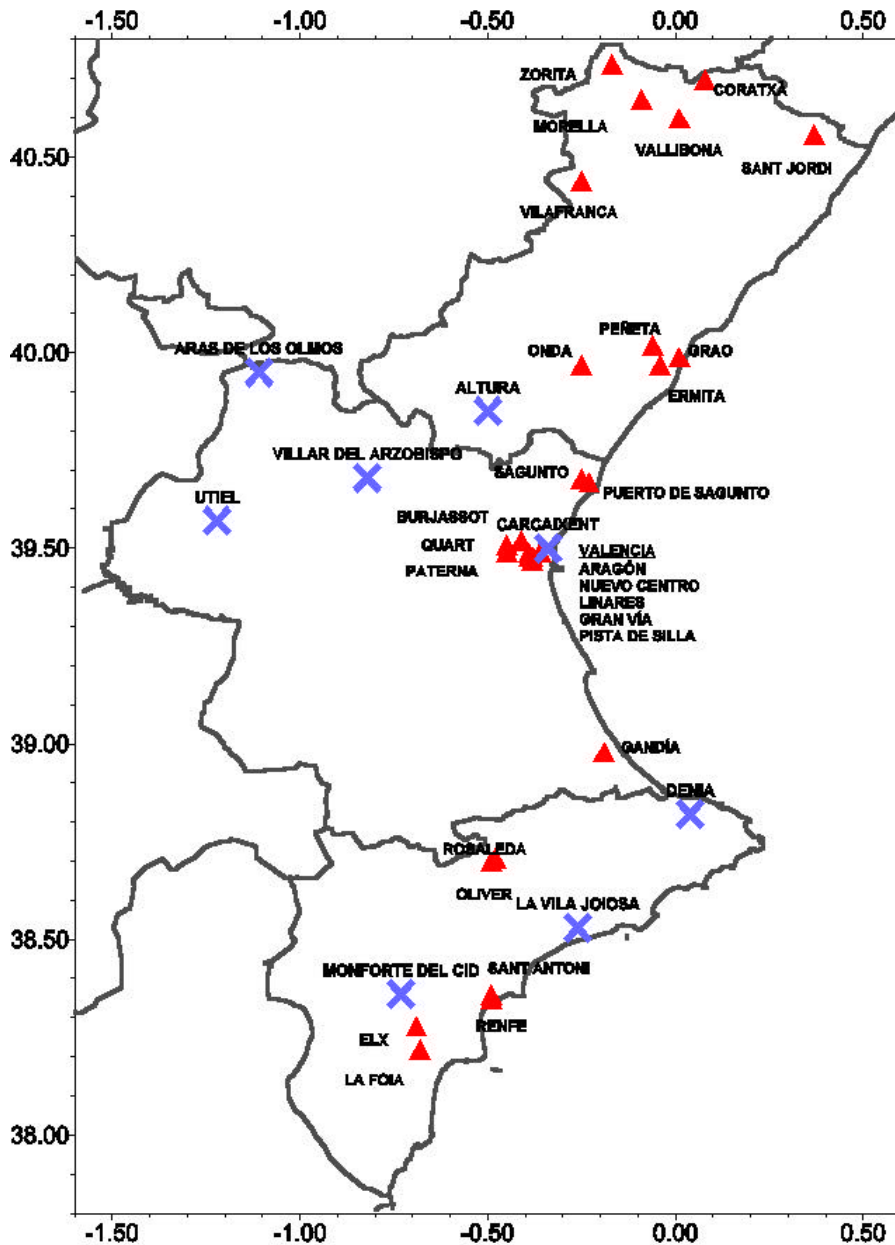 -1.50 -1.00 -0.50 0.00 0.50
ZORITA
CORATXA
MORELLA
VALLIBONA
40.50
SANT JORDI
VILAFRANCA
PEÑETA
40.00
ARAS DE LOS OLMOS
ONDA
GRAO
ALTURA
ERMITA
VILLAR DEL ARZOBISPO
SAGUNTO
UTIEL
PUERTO DE SAGUNTO
BURJASSOT
CARCAIXENT
39.50
QUART
VALENCIA
PATERNA
ARAGÓN
NUEVO CENTRO
LINARES
GRAN VÍA
PISTA DE SILLA
39.00
GANDÍA
DENIA
ROSALEDA
OLIVER
LA VILA JOIOSA
38.50
MONFORTE DEL CID
SANT ANTONI
RENFE
ELX
LA FOIA
38.00
-1.50 -1.00 -0.50 0.00 0.50